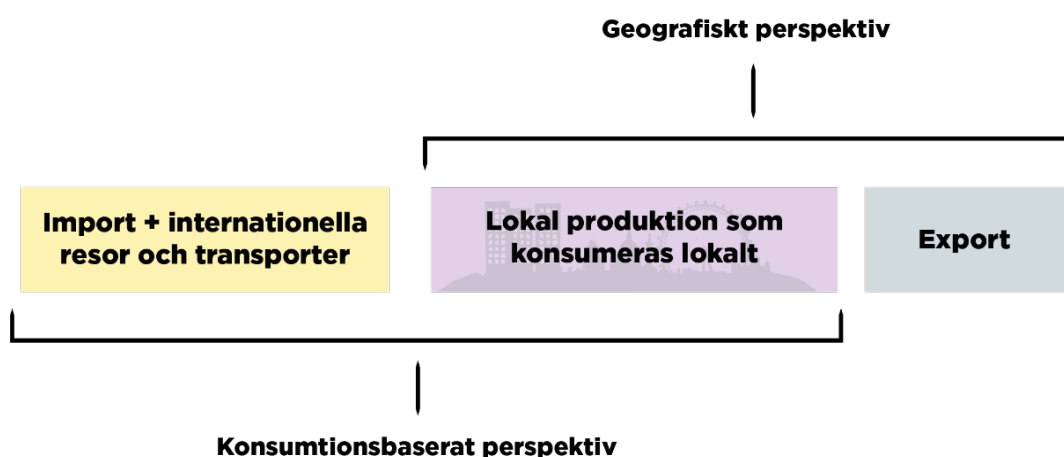 Geografiskt perspektiv
Import + internationella
resor och transporter
Lokal produktion som
konsumeras lokalt
Export
Konsumtionsbaserat perspektiv